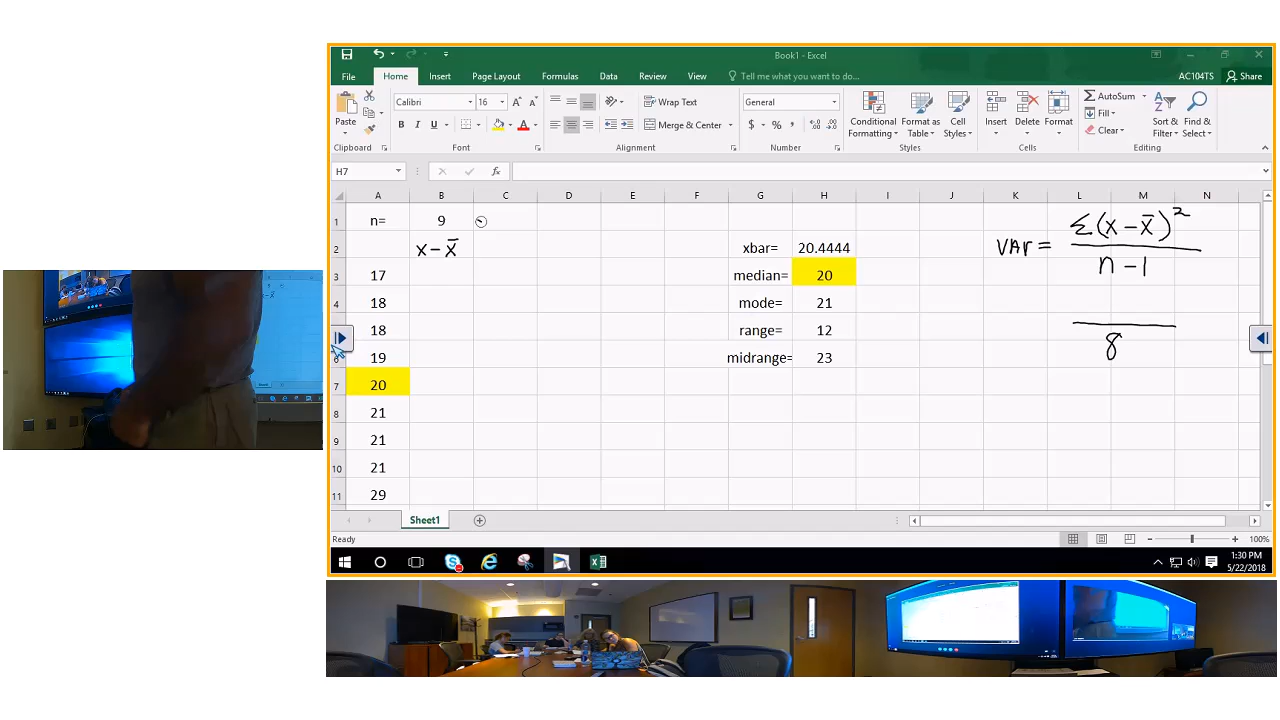 Book1 - Excel
File Home Insert Page Layout Formulas Data Review View Tell me what you want to do... AC104TS Share
Paste Calibri 16 A A Wrap Text General Conditional Formatting Format as Table Cell Styles Insert Delete Format AutoSum Fill Clear Sort & Filter Find & Select
B I U A Merge & Center $ % ,
Clipboard Font Alignment Number Styles Cells Editing
H7 fx
A B C D E F G H I J K L M N
1 n= 9
2 x - x̄ xbar= 20.4444
3 17 median= 20
4 18 mode= 21
18 range= 12
6 19 midrange= 23
7 20
8 21
9 21
10 21
11 29
VAr = Σ(x - x̄)²
n - 1
8
Sheet1
Ready 100%
1:30 PM
5/22/2018